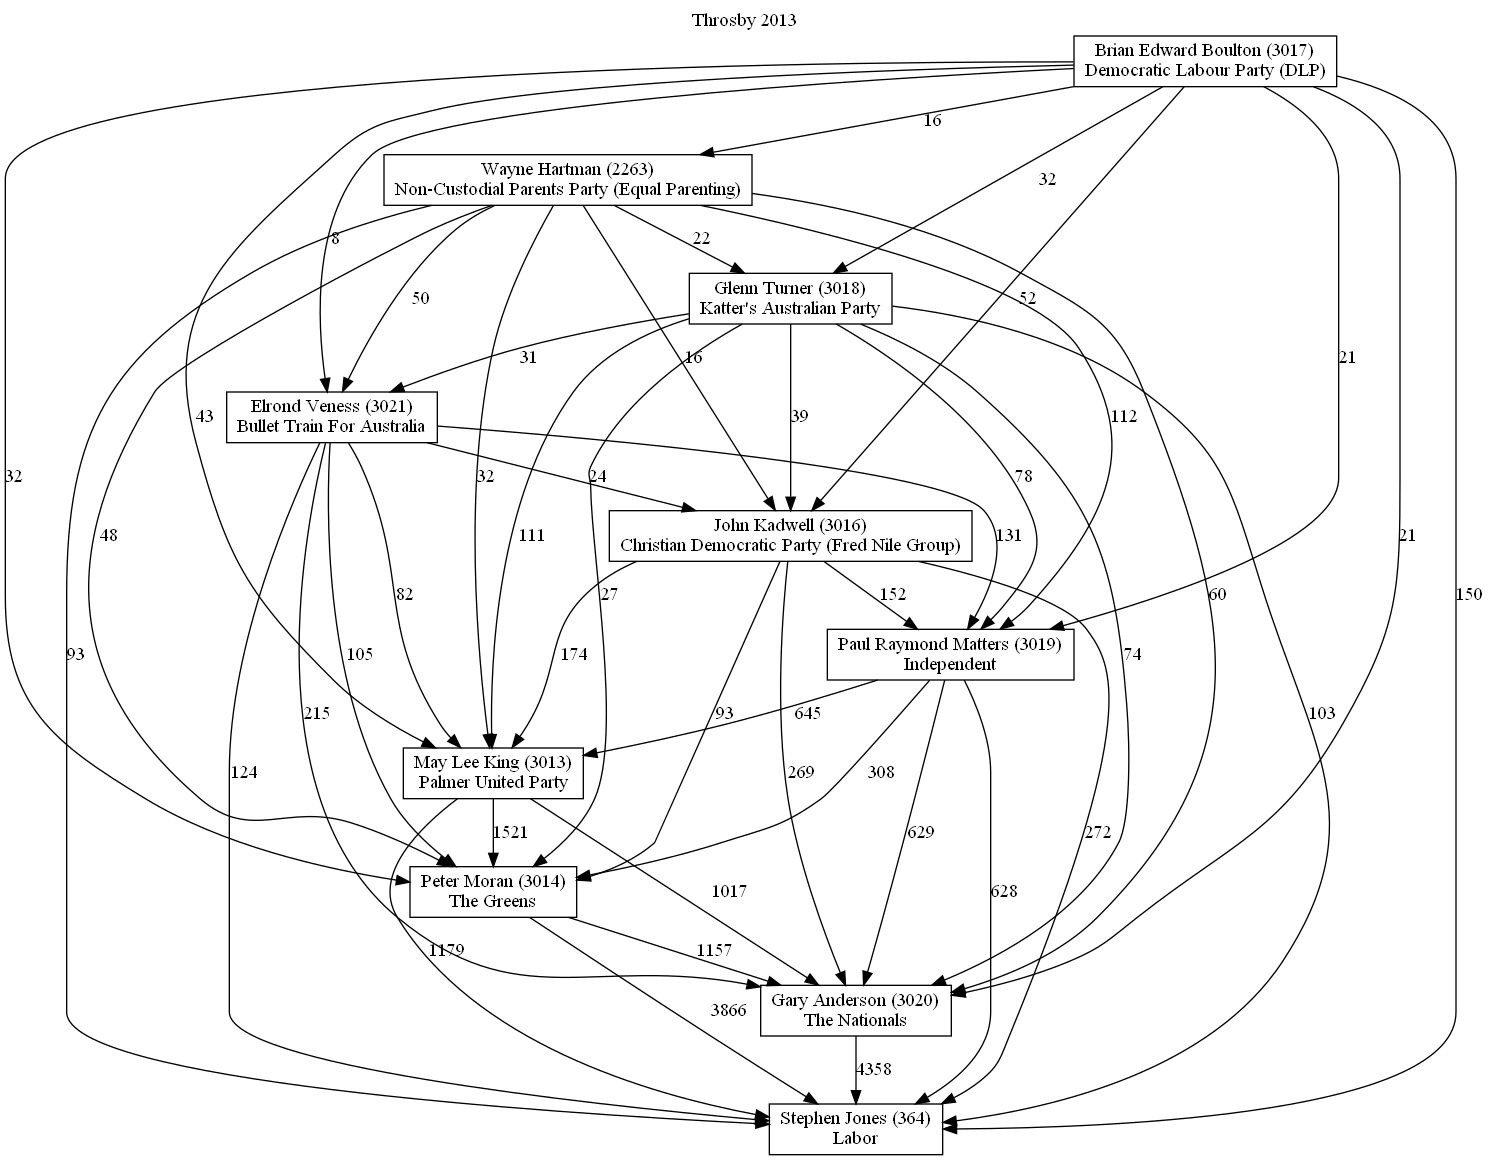 Throsby 2013
Brian Edward Boulton (3017)
Democratic Labour Party (DLP)
16
Wayne Hartman (2263)
Non-Custodial Parents Party (Equal Parenting)
32
8
22
Glenn Turner (3018)
Katter's Australian Party
50
52
31
16
21
Elrond Veness (3021)
Bullet Train For Australia
43
39
112
32
32
24
78
John Kadwell (3016)
Christian Democratic Party (Fred Nile Group)
48
111
131
21
82
27
152
60
150
Paul Raymond Matters (3019)
Independent
93
105
174
74
215
93
645
103
May Lee King (3013)
Palmer United Party
124
269
308
1521
629
272
Peter Moran (3014)
The Greens
1017
628
1179
1157
Gary Anderson (3020)
The Nationals
3866
4358
Stephen Jones (364)
Labor